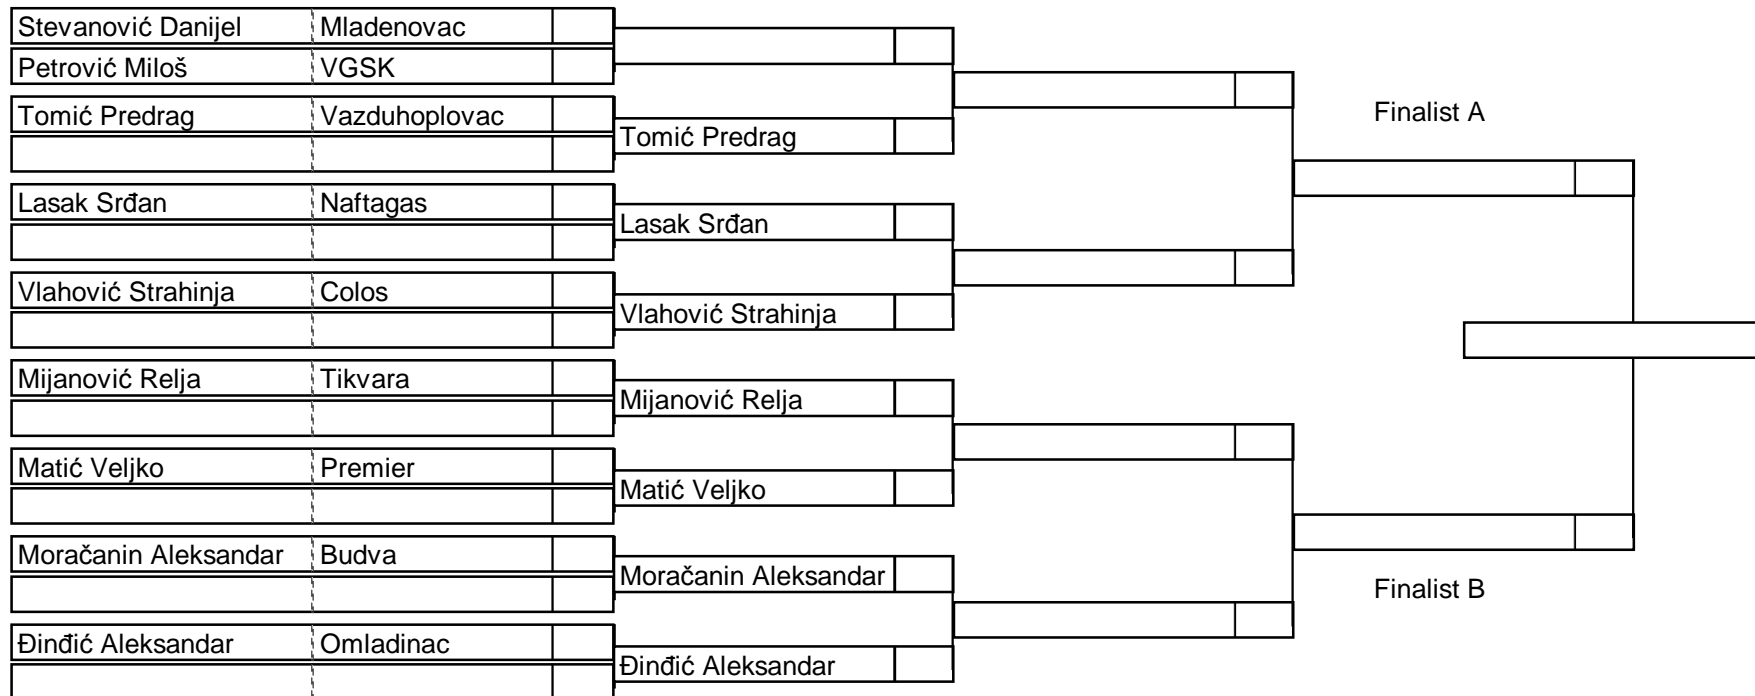 Stevanović Danijel Mladenovac
Petrović Miloš VGSK
Tomić Predrag Vazduhoplovac
Lasak Srđan Naftagas
Vlahović Strahinja Colos
Mijanović Relja Tikvara
Matić Veljko Premier
Moračanin Aleksandar Budva
Đinđić Aleksandar Omladinac
Tomić Predrag
Lasak Srđan
Vlahović Strahinja
Mijanović Relja
Matić Veljko
Moračanin Aleksandar
Đinđić Aleksandar
Finalist A
Finalist B